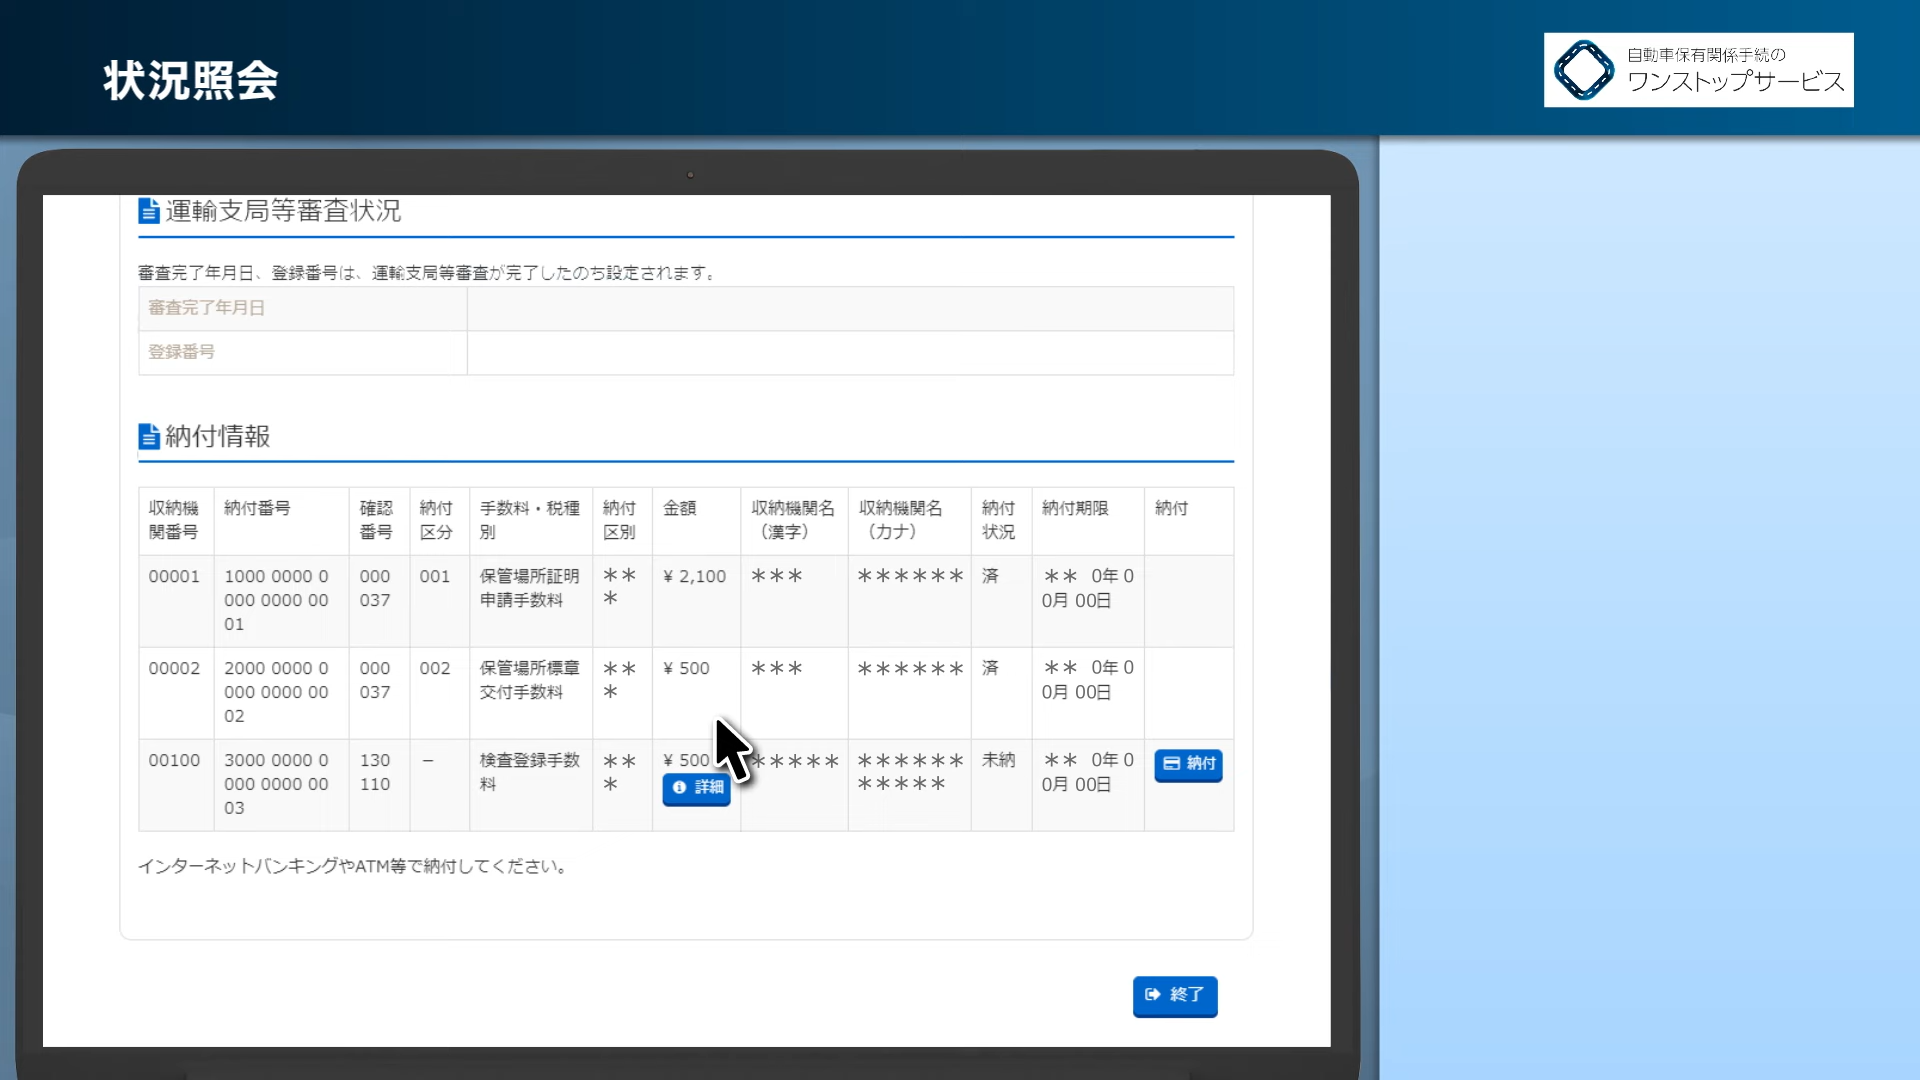 状況照会
自動車保有関係手続の
ワンストップサービス
運輸支局等審査状況
審査完了年月日、登録番号は、運輸支局等審査が完了したのち設定されます。
審査完了年月日
登録番号
納付情報
収納機 納付番号 確認 納付 手数料・税種 納付 金額 収納機関名 収納機関名 納付 納付期限 納付
関番号 番号 区分 別 区別 （漢字） （カナ） 状況
00001 1000 0000 0 000 001 保管場所証明 ＊＊ ¥ 2,100 ＊＊＊ ＊＊＊＊＊＊ 済 ＊＊ 0年 0
000 0000 00 037 申請手数料 ＊ 0月 00日
01
00002 2000 0000 0 000 002 保管場所標章 ＊＊ ¥ 500 ＊＊＊ ＊＊＊＊＊＊ 済 ＊＊ 0年 0
000 0000 00 037 交付手数料 ＊ 0月 00日
02
00100 3000 0000 0 130 － 検査登録手数 ＊＊ ¥ 500 ＊＊＊＊＊ ＊＊＊＊＊＊ 未納 ＊＊ 0年 0 納付
000 0000 00 110 料 ＊ 詳細 ＊＊＊＊＊ 0月 00日
03
インターネットバンキングやATM等で納付してください。
終了